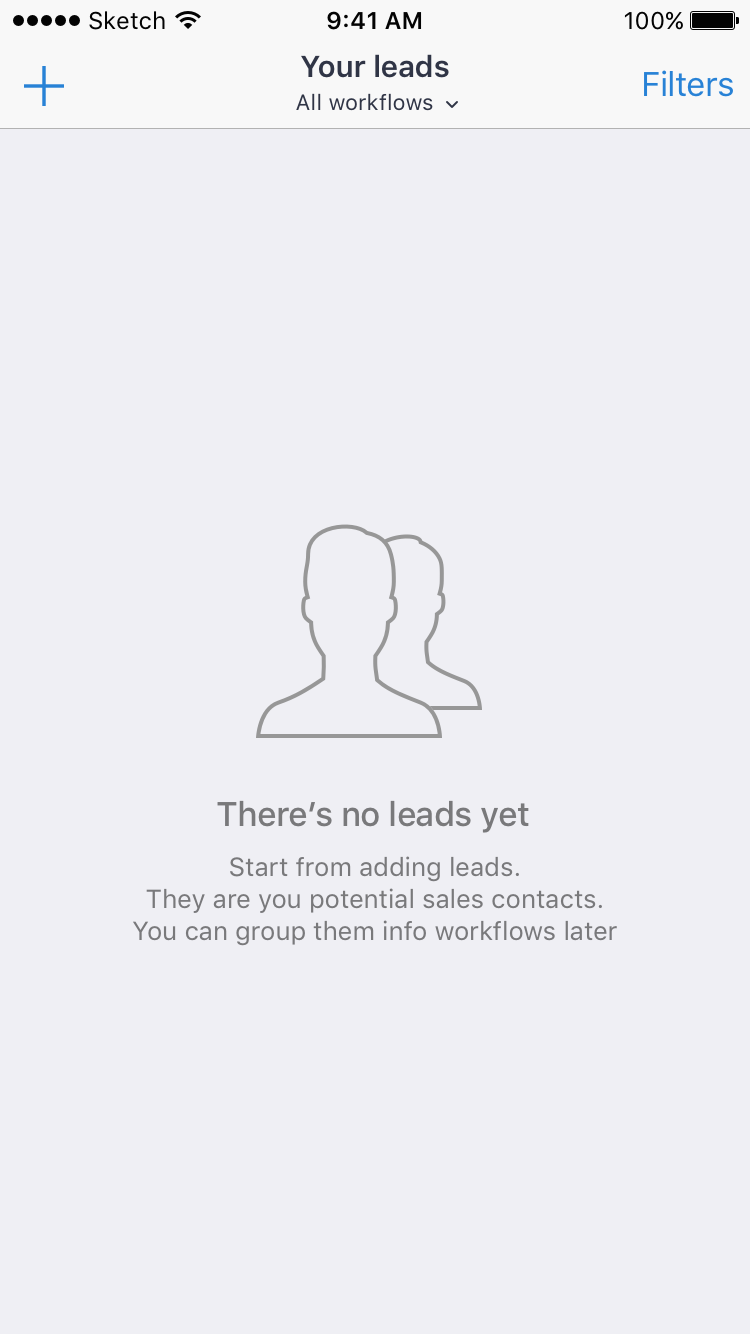 Sketch 9:41 AM 100%
Your leads
All workflows
Filters
There’s no leads yet
Start from adding leads.
They are you potential sales contacts.
You can group them info workflows later